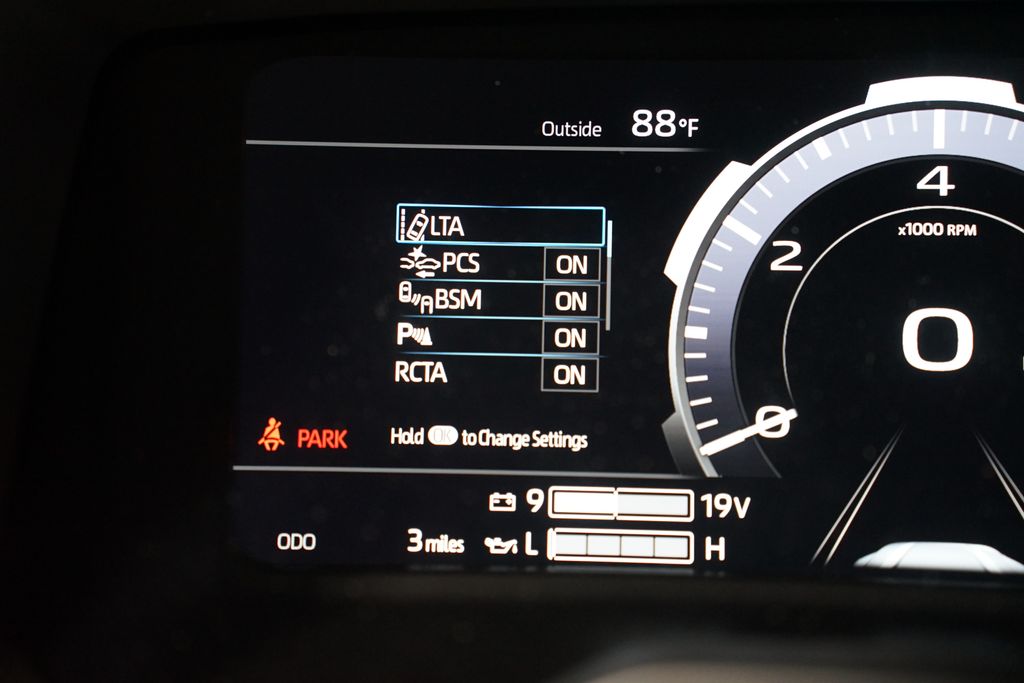 Outside 88°F
LTA
PCS ON
BSM ON
P ON
RCTA ON
PARK
Hold OK to Change Settings
9 19V
ODO 3 miles L H
4
x1000 RPM
2
0
0